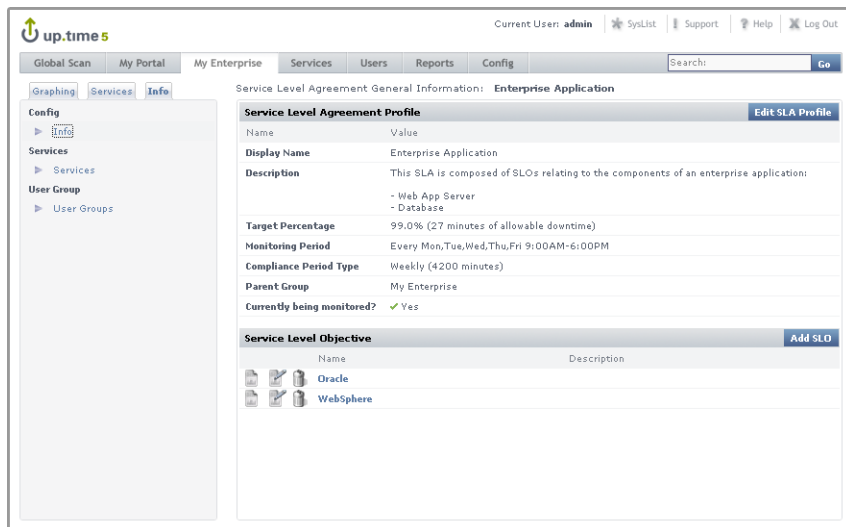 up.time 5
Current User: admin SysList Support Help Log Out
Global Scan My Portal My Enterprise Services Users Reports Config Search: Go
Graphing Services Info
Service Level Agreement General Information: Enterprise Application
Config
Info
Services
Services
User Group
User Groups
Service Level Agreement Profile Edit SLA Profile
Name Value
Display Name Enterprise Application
Description This SLA is composed of SLOs relating to the components of an enterprise application:
- Web App Server
- Database
Target Percentage 99.0% (27 minutes of allowable downtime)
Monitoring Period Every Mon,Tue,Wed,Thu,Fri 9:00AM-6:00PM
Compliance Period Type Weekly (4200 minutes)
Parent Group My Enterprise
Currently being monitored? Yes
Service Level Objective Add SLO
Name Description
Oracle
WebSphere